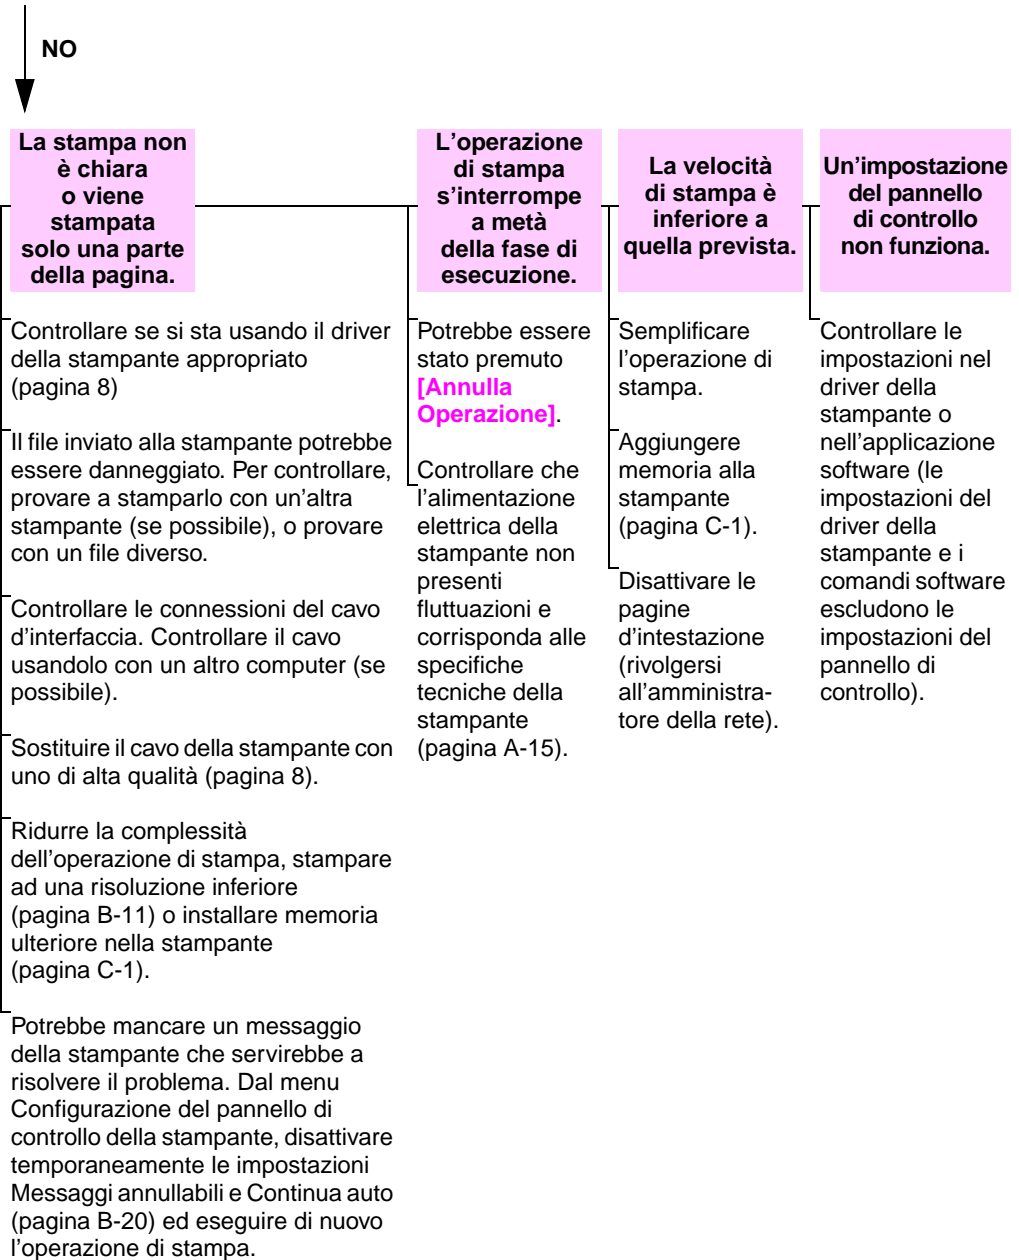 NO
La stampa non
è chiara
o viene
stampata
solo una parte
della pagina.
Controllare se si sta usando il driver
della stampante appropriato
(pagina 8)
Il file inviato alla stampante potrebbe
essere danneggiato. Per controllare,
provare a stamparlo con un’altra
stampante (se possibile), o provare
con un file diverso.
Controllare le connessioni del cavo
d’interfaccia. Controllare il cavo
usandolo con un altro computer (se
possibile).
Sostituire il cavo della stampante con
uno di alta qualità (pagina 8).
Ridurre la complessità
dell’operazione di stampa, stampare
ad una risoluzione inferiore
(pagina B-11) o installare memoria
ulteriore nella stampante
(pagina C-1).
Potrebbe mancare un messaggio
della stampante che servirebbe a
risolvere il problema. Dal menu
Configurazione del pannello di
controllo della stampante, disattivare
temporaneamente le impostazioni
Messaggi annullabili e Continua auto
(pagina B-20) ed eseguire di nuovo
l’operazione di stampa.
L’operazione
di stampa
s’interrompe
a metà
della fase di
esecuzione.
Potrebbe essere
stato premuto
[Annulla
Operazione].
Controllare che
l’alimentazione
elettrica della
stampante non
presenti
fluttuazioni e
corrisponda alle
specifiche
tecniche della
stampante
(pagina A-15).
La velocità
di stampa è
inferiore a
quella prevista.
Semplificare
l’operazione di
stampa.
Aggiungere
memoria alla
stampante
(pagina C-1).
Disattivare le
pagine
d’intestazione
(rivolgersi
all’amministra-
tore della rete).
Un’impostazione
del pannello
di controllo
non funziona.
Controllare le
impostazioni nel
driver della
stampante o
nell’applicazione
software (le
impostazioni del
driver della
stampante e i
comandi software
escludono le
impostazioni del
pannello di
controllo).